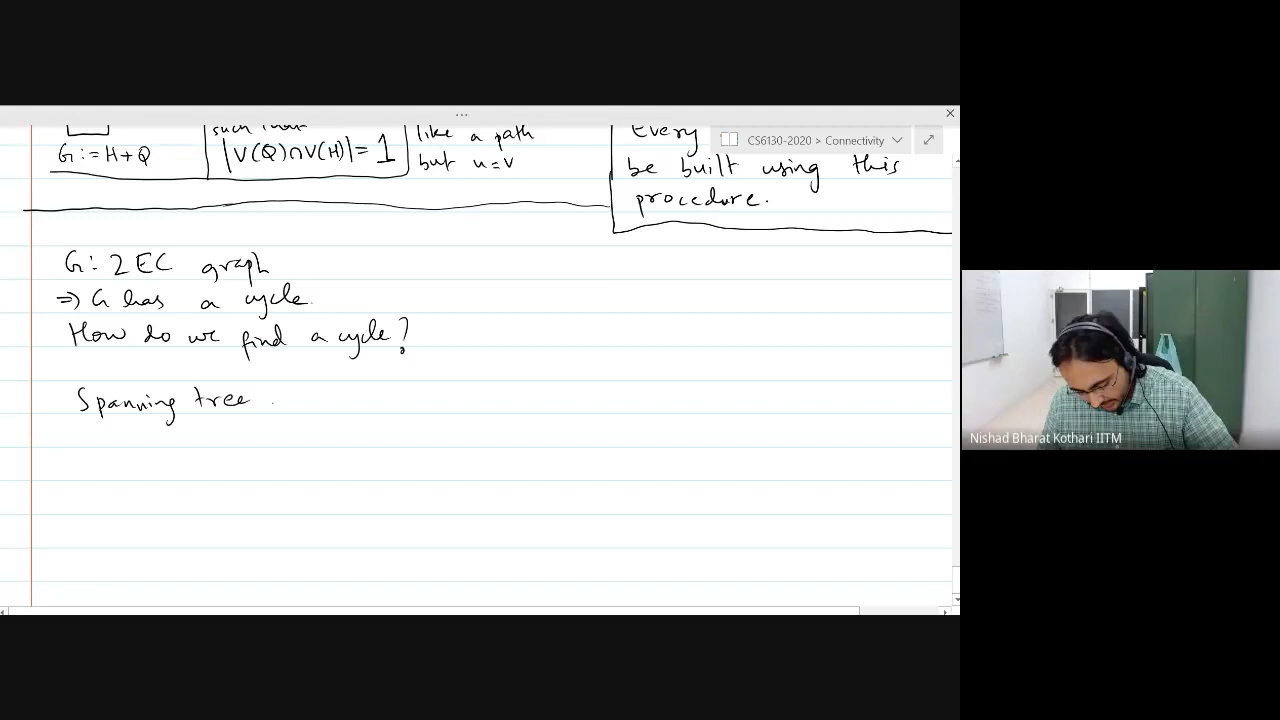 such that
G := H + Q
|V(Q)∩V(H)| = 1
like a path
but u = v
Every
be built using this
procedure.
CS6130-2020 > Connectivity
G: 2EC graph
⇒ G has a cycle.
How do we find a cycle?
Spanning tree
Nishad Bharat Kothari IITM